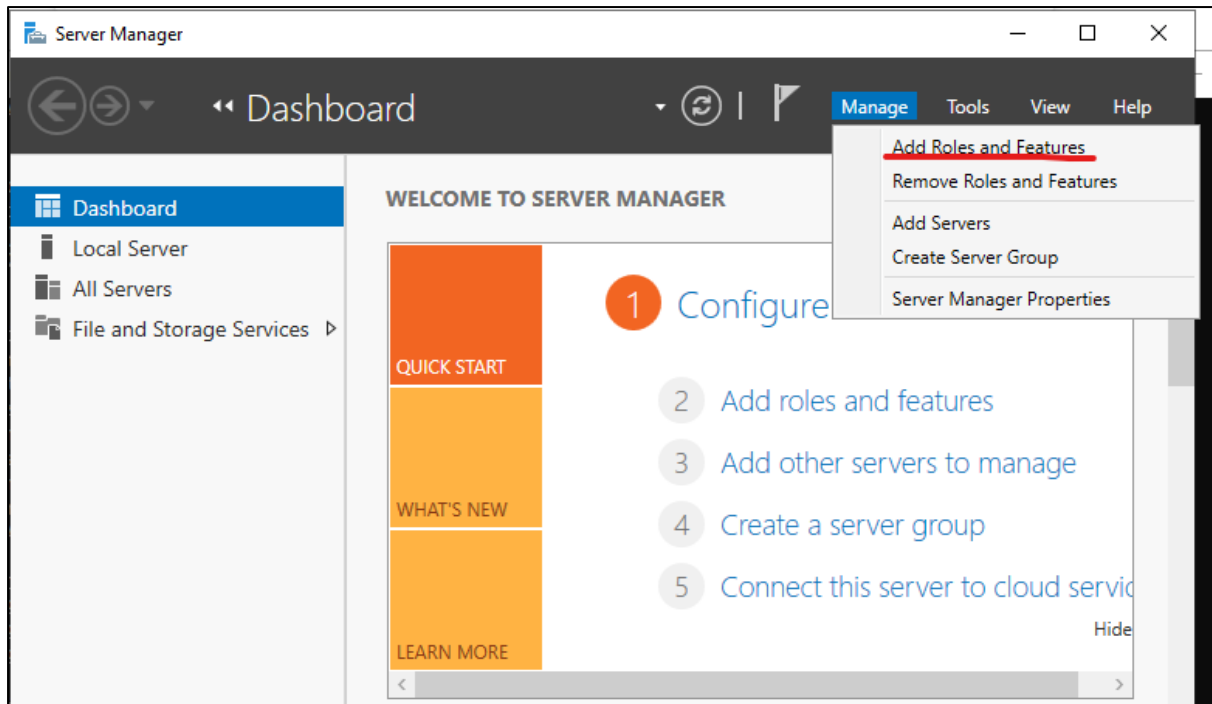 Server Manager
Dashboard
Manage Tools View Help
Add Roles and Features
Remove Roles and Features
Add Servers
Create Server Group
Server Manager Properties
Dashboard
Local Server
All Servers
File and Storage Services
WELCOME TO SERVER MANAGER
QUICK START
WHAT'S NEW
LEARN MORE
1 Configure
2 Add roles and features
3 Add other servers to manage
4 Create a server group
5 Connect this server to cloud servic
Hide